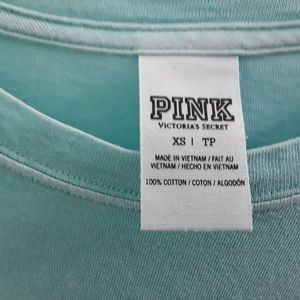 PINK
VICTORIA'S SECRET
XS | TP
MADE IN VIETNAM / FAIT AU
VIETNAM / HECHO EN VIETNAM
100% COTTON / COTON / ALGODÓN